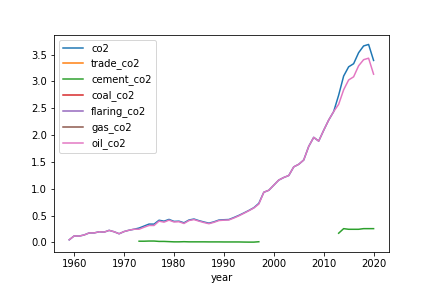 co2
trade_co2
cement_co2
coal_co2
flaring_co2
gas_co2
oil_co2
3.5
3.0
2.5
2.0
1.5
1.0
0.5
0.0
1960 1970 1980 1990 2000 2010 2020
year